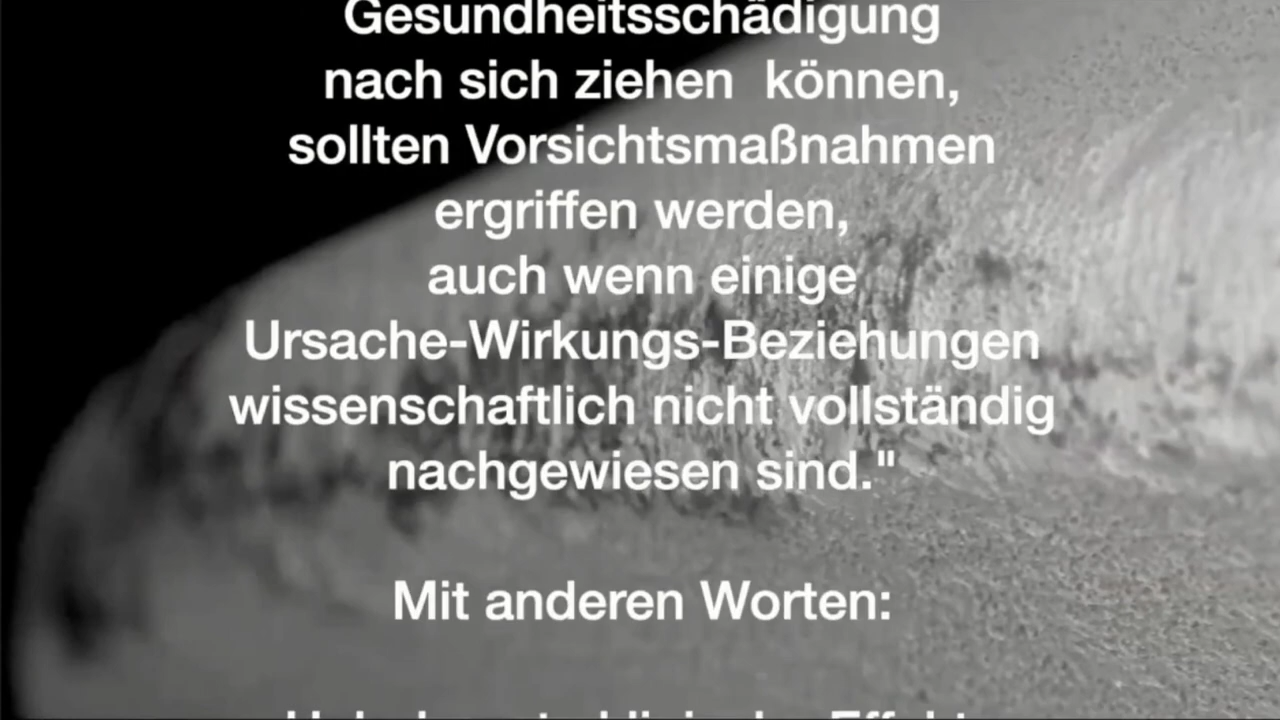 Gesundheitsschädigung
nach sich ziehen  können,
sollten Vorsichtsmaßnahmen
ergriffen werden,
auch wenn einige
Ursache-Wirkungs-Beziehungen
wissenschaftlich nicht vollständig
nachgewiesen sind."
Mit anderen Worten: